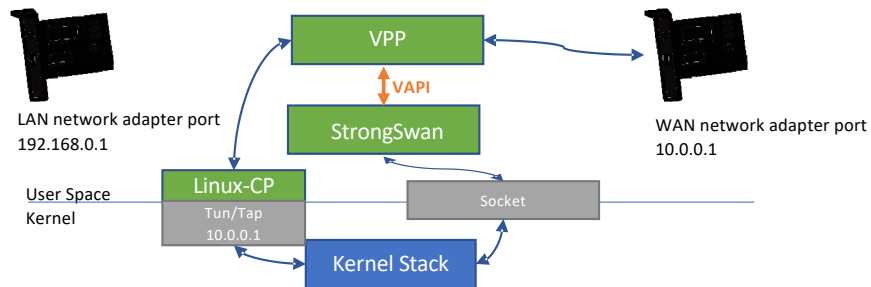 VPP
VAPI
LAN network adapter port
192.168.0.1
StrongSwan
WAN network adapter port
10.0.0.1
Linux-CP
User Space
Kernel
Tun/Tap
10.0.0.1
Socket
Kernel Stack